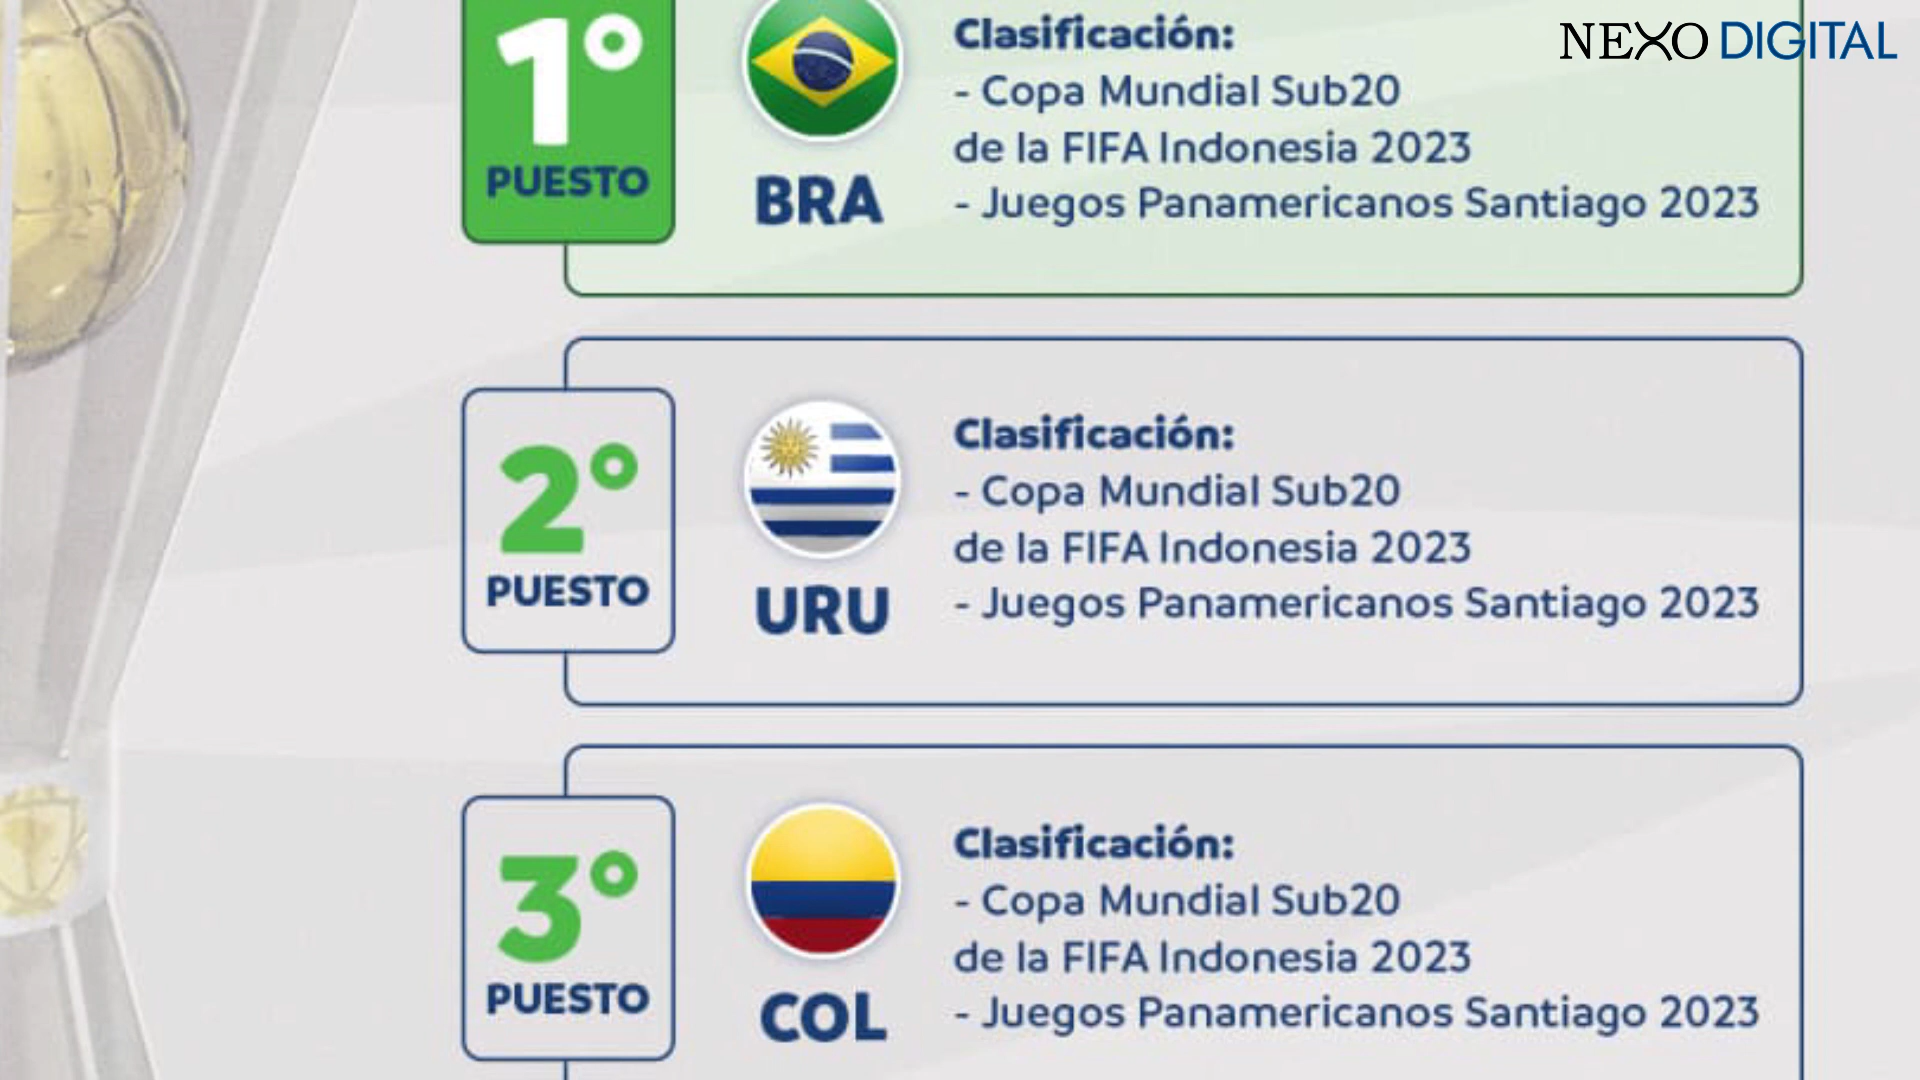 NEXO DIGITAL
1°
PUESTO
BRA
Clasificación:
- Copa Mundial Sub20
de la FIFA Indonesia 2023
- Juegos Panamericanos Santiago 2023
2°
PUESTO
URU
Clasificación:
- Copa Mundial Sub20
de la FIFA Indonesia 2023
- Juegos Panamericanos Santiago 2023
3°
PUESTO
COL
Clasificación:
- Copa Mundial Sub20
de la FIFA Indonesia 2023
- Juegos Panamericanos Santiago 2023